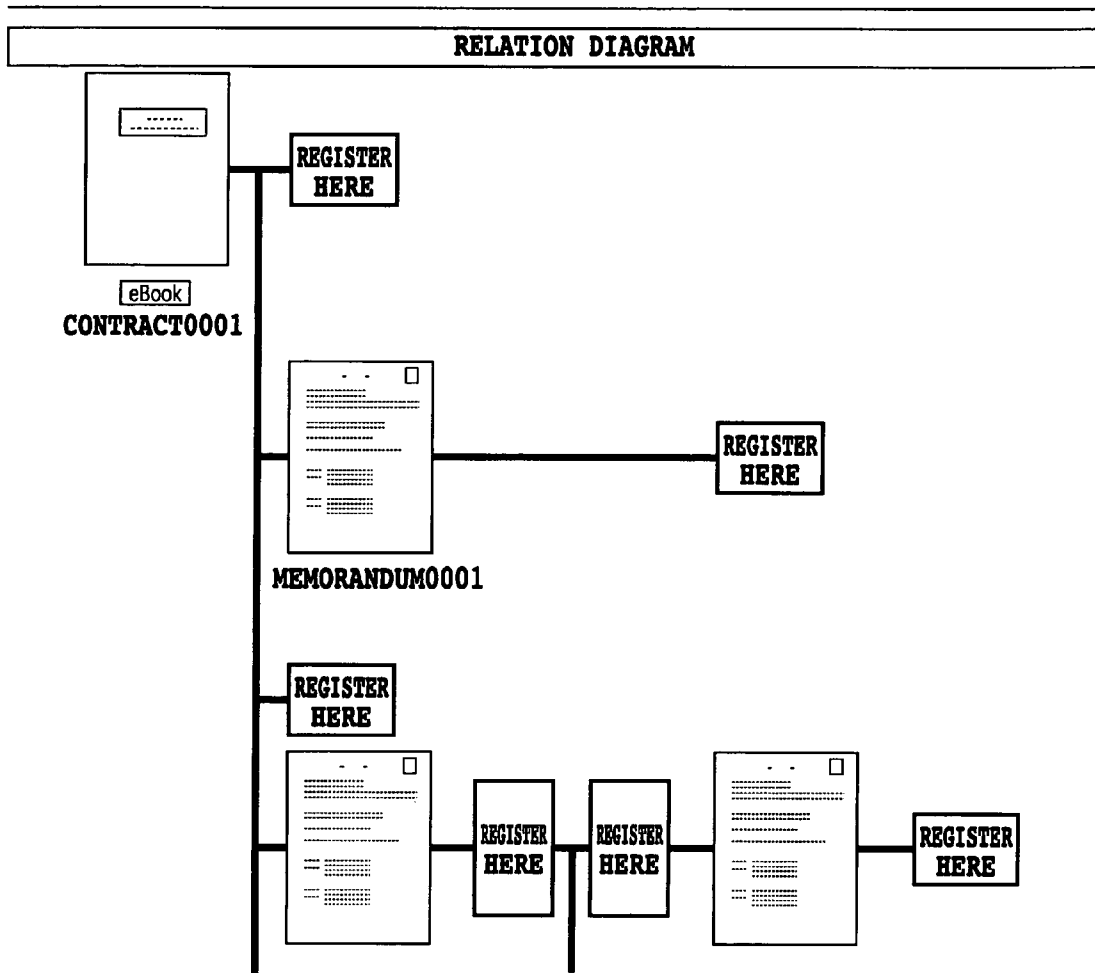 RELATION DIAGRAM
REGISTER
HERE
eBook
CONTRACT0001
REGISTER
HERE
MEMORANDUM0001
REGISTER
HERE
REGISTER
HERE
REGISTER
HERE
REGISTER
HERE